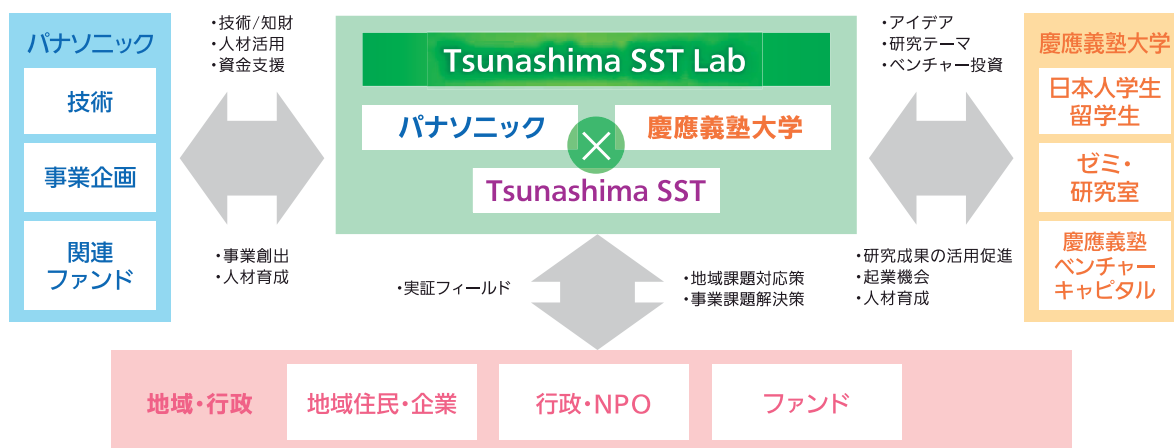 パナソニック
技術
事業企画
関連
ファンド
・技術/知財
・人材活用
・資金支援
・事業創出
・人材育成
Tsunashima SST Lab
パナソニック
×
慶應義塾大学
Tsunashima SST
・アイデア
・研究テーマ
・ベンチャー投資
・研究成果の活用促進
・起業機会
・人材育成
慶應義塾大学
日本人学生
留学生
ゼミ・
研究室
慶應義塾
ベンチャー
キャピタル
・実証フィールド
・地域課題対応策
・事業課題解決策
地域・行政
地域住民・企業
行政・NPO
ファンド